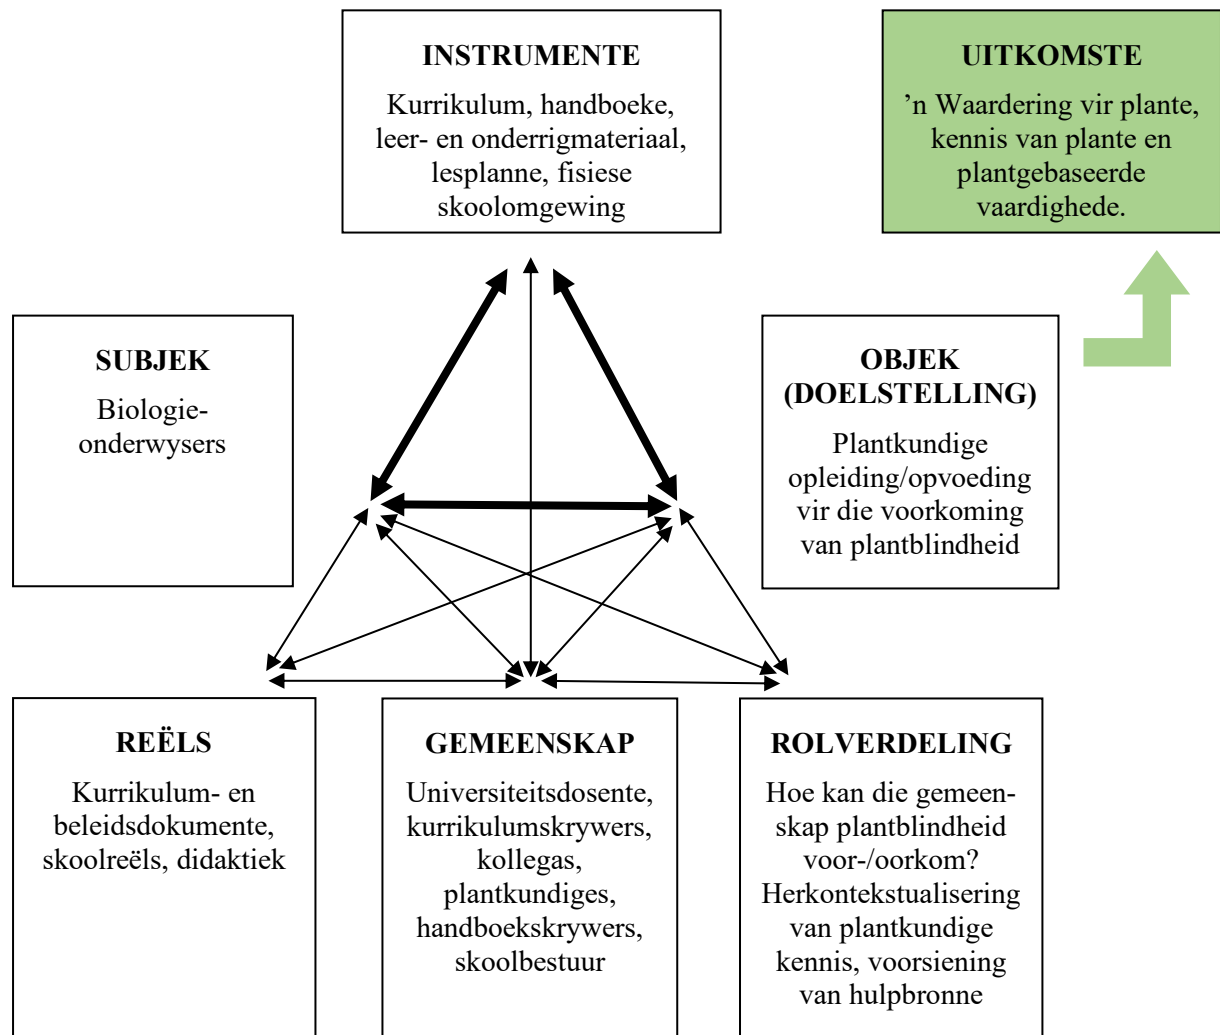 INSTRUMENTE
Kurrikulum, handboeke,
leer- en onderrigmateriaal,
lesplanne, fisiese
skoolomgewing
UITKOMSTE
’n Waardering vir plante,
kennis van plante en
plantgebaseerde
vaardighede.
SUBJEK
Biologie-
onderwysers
OBJEK
(DOELSTELLING)
Plantkundige
opleiding/opvoeding
vir die voorkoming
van plantblindheid
REËLS
Kurrikulum- en
beleidsdokumente,
skoolreëls, didaktiek
GEMEENSKAP
Universiteitsdosente,
kurrikulumskrywers,
kollegas,
plantkundiges,
handboekskrywers,
skoolbestuur
ROLVERDELING
Hoe kan die gemeen-
skap plantblindheid
voor-/oorkom?
Herkontekstualisering
van plantkundige
kennis, voorsiening
van hulpbronne